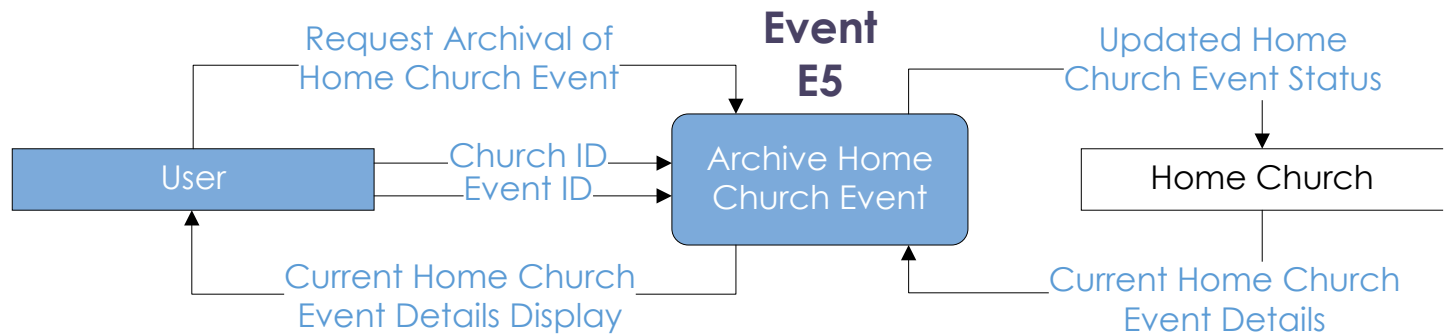 Event
E5
Request Archival of
Home Church Event
Updated Home
Church Event Status
User
Church ID
Event ID
Archive Home
Church Event
Home Church
Current Home Church
Event Details Display
Current Home Church
Event Details